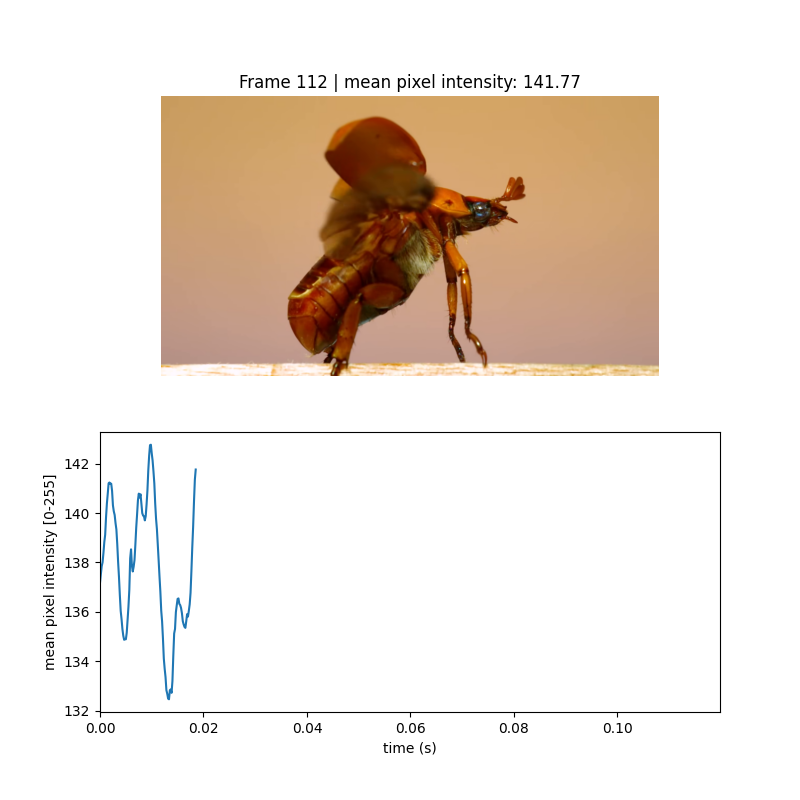 Frame 112 | mean pixel intensity: 141.77
mean pixel intensity [0-255]
142
140
138
136
134
132
0.00 0.02 0.04 0.06 0.08 0.10
time (s)